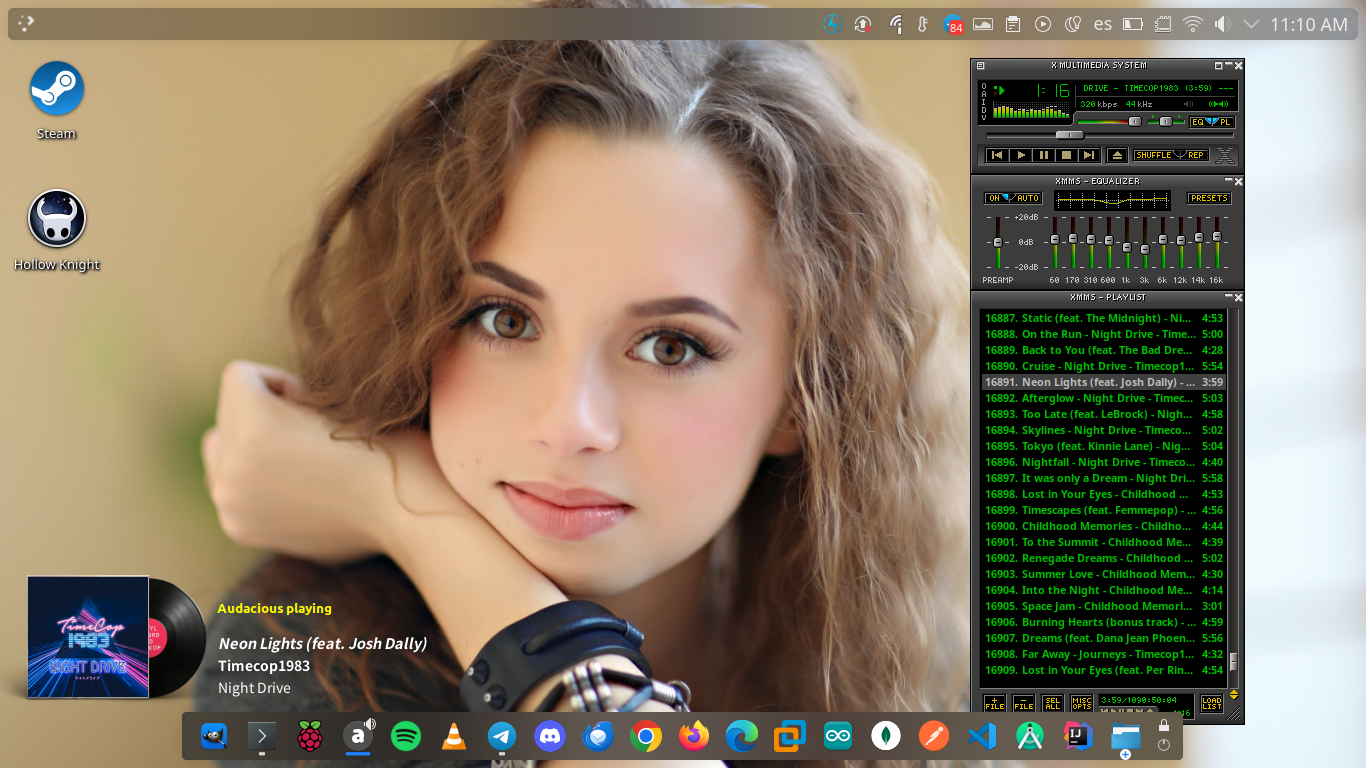 es
84
11:10 AM
Steam
Hollow Knight
X MULTIMEDIA SYSTEM
O
A
I
D
V
1:16
DRIVE - TIMECOP1983 (3:59) ---
320 kbps 44 kHz
EQ PL
SHUFFLE REP
XMMS - EQUALIZER
ON AUTO
PRESETS
+20dB
0dB
-20dB
PREAMP 60 170 310 600 1k 3k 6k 12k 14k 16k
XMMS - PLAYLIST
16887. Static (feat. The Midnight) - Ni... 4:53
16888. On the Run - Night Drive - Time... 5:00
16889. Back to You (feat. The Bad Dre... 4:28
16890. Cruise - Night Drive - Timecop1... 5:54
16891. Neon Lights (feat. Josh Dally) - ... 3:59
16892. Afterglow - Night Drive - Timec... 5:03
16893. Too Late (feat. LeBrock) - Nigh... 4:58
16894. Skylines - Night Drive - Timeco... 5:02
16895. Tokyo (feat. Kinnie Lane) - Nig... 5:04
16896. Nightfall - Night Drive - Timeco... 4:40
16897. It was only a Dream - Night Dri... 5:58
16898. Lost in Your Eyes - Childhood ... 4:53
16899. Timescapes (feat. Femmepop) - ... 4:56
16900. Childhood Memories - Childho... 4:44
16901. To the Summit - Childhood Me... 4:39
16902. Renegade Dreams - Childhood ... 5:02
16903. Summer Love - Childhood Mem... 4:30
16904. Into the Night - Childhood Me... 4:14
16905. Space Jam - Childhood Memori... 3:01
16906. Burning Hearts (bonus track) - ... 4:59
16907. Dreams (feat. Dana Jean Phoen... 5:56
16908. Far Away - Journeys - Timecop1... 4:32
16909. Lost in Your Eyes (feat. Per Rin... 4:54
+ FILE
- FILE
SEL ALL
MISC OPTS
3:59/1090:50:04
LOAD LIST
TimeCop
1983
NIGHT DRIVE
Audacious playing
Neon Lights (feat. Josh Dally)
Timecop1983
Night Drive
a
IJ